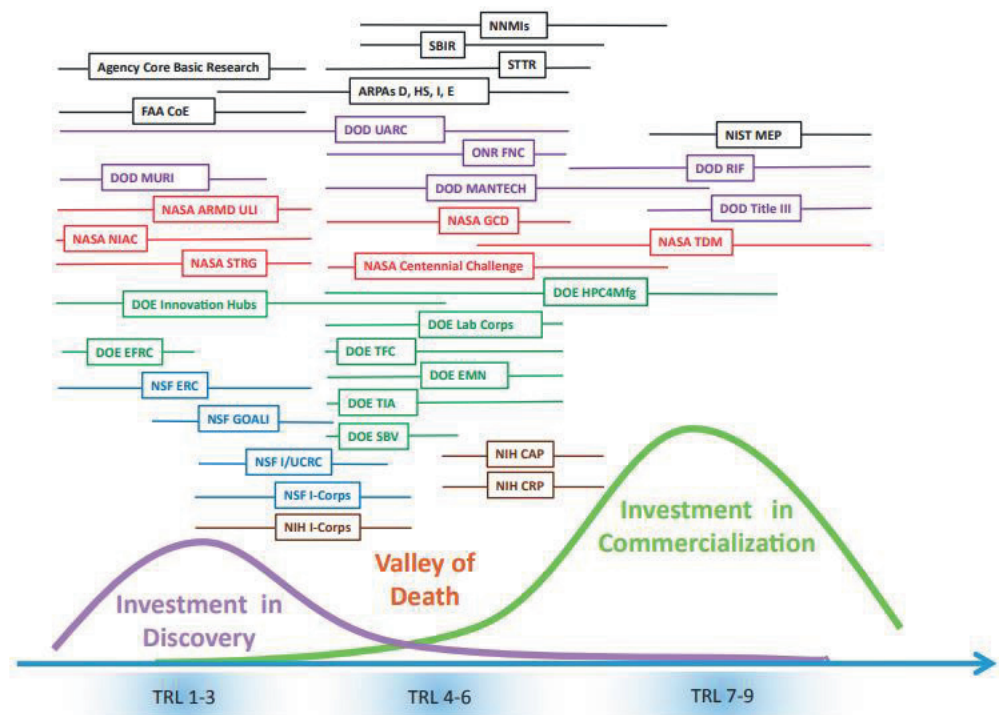 NNMIs
SBIR
STTR
Agency Core Basic Research
ARPAs D, HS, I, E
FAA CoE
DOD UARC
NIST MEP
ONR FNC
DOD RIF
DOD MURI
DOD MANTECH
NASA ARMD ULI
DOD Title III
NASA GCD
NASA NIAC
NASA TDM
NASA STRG
NASA Centennial Challenge
DOE HPC4Mfg
DOE Innovation Hubs
DOE Lab Corps
DOE EFRC
DOE TFC
DOE EMN
NSF ERC
DOE TIA
NSF GOALI
DOE SBV
NIH CAP
NSF I/UCRC
NIH CRP
NSF I-Corps
NIH I-Corps
Investment in
Commercialization
Valley of
Death
Investment in
Discovery
TRL 1-3
TRL 4-6
TRL 7-9